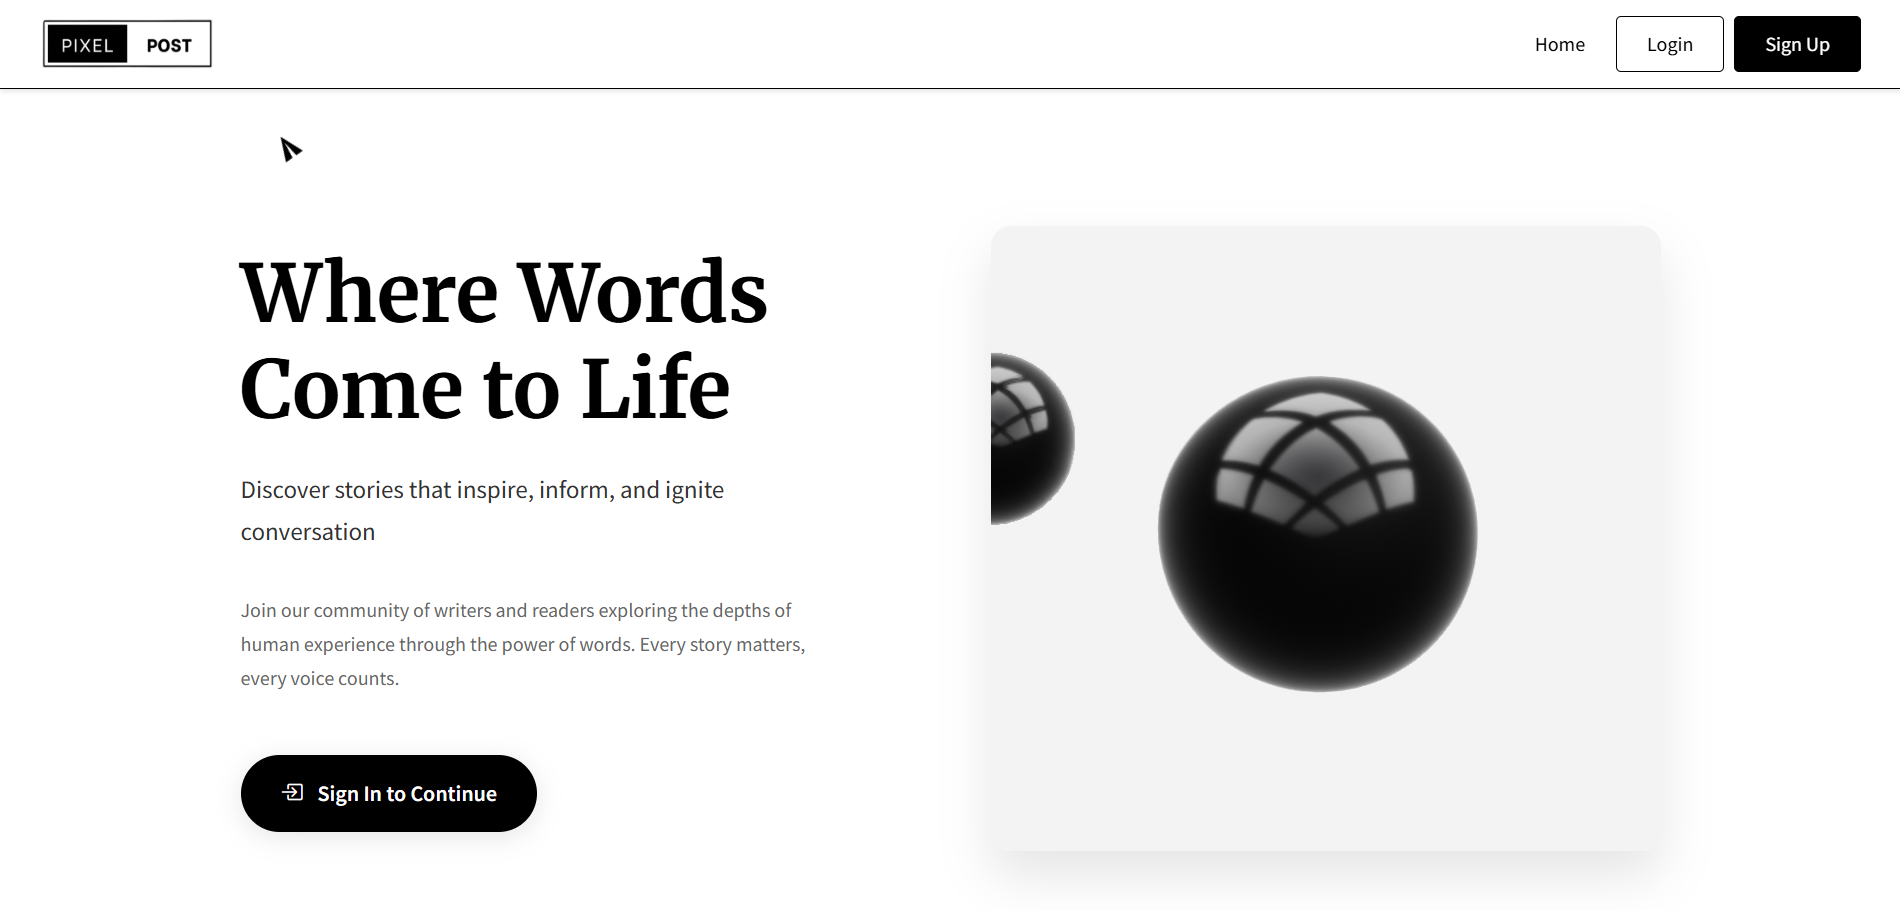 PIXEL POST
Home Login Sign Up
Where Words
Come to Life
Discover stories that inspire, inform, and ignite
conversation
Join our community of writers and readers exploring the depths of
human experience through the power of words. Every story matters,
every voice counts.
Sign In to Continue